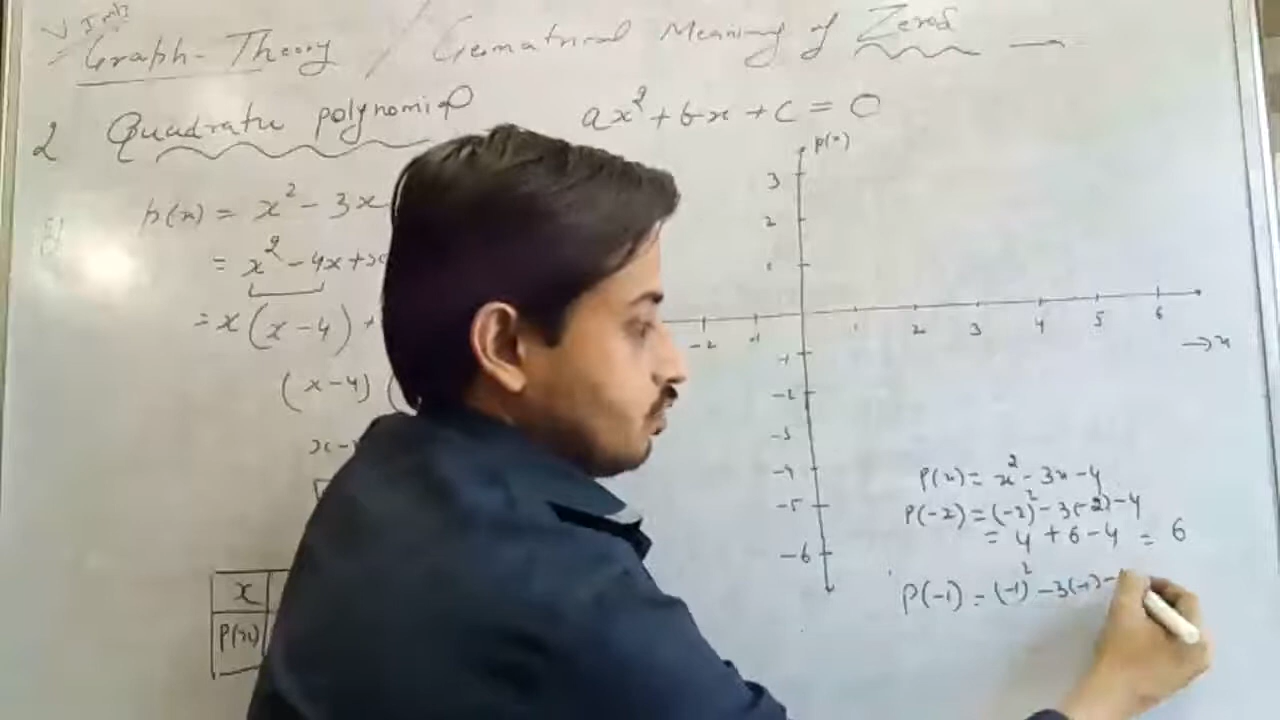 V Imp
Graph-Theory / Geomatrical Meaning of Zeros
2 Quadratic polynomial ax² + bx + c = 0
p(x) = x² - 3x
= x² - 4x + x
= x(x-4) +
(x-4) (
x -
x
P(x)
p(x)
3
2
1
-2 -1 1 2 3 4 5 6
→ x
-1
-2
-3
-4
-5
-6
P(x) = x² - 3x - 4
P(-2) = (-2)² - 3(-2) - 4
= 4 + 6 - 4 = 6
P(-1) = (-1)² - 3(-1) -